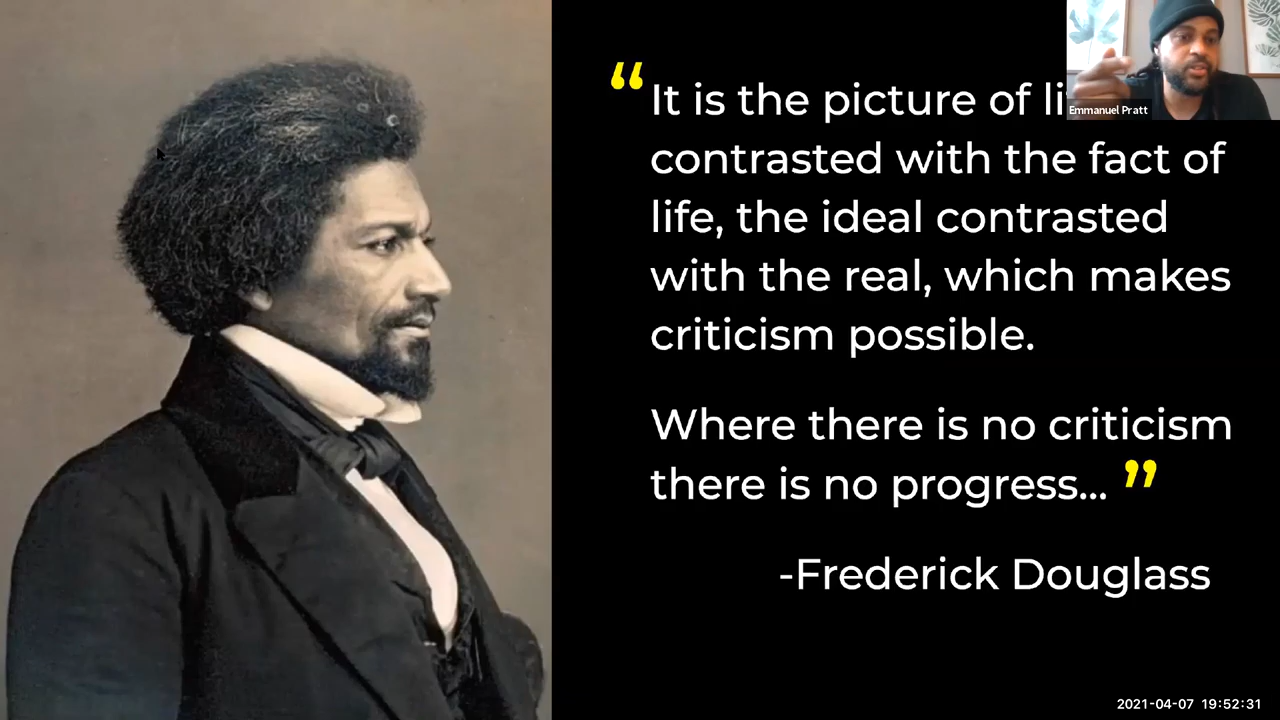 “It is the picture of
contrasted with the fact of
life, the ideal contrasted
with the real, which makes
criticism possible.
Where there is no criticism
there is no progress...”
-Frederick Douglass
Emmanuel Pratt
2021-04-07 19:52:31